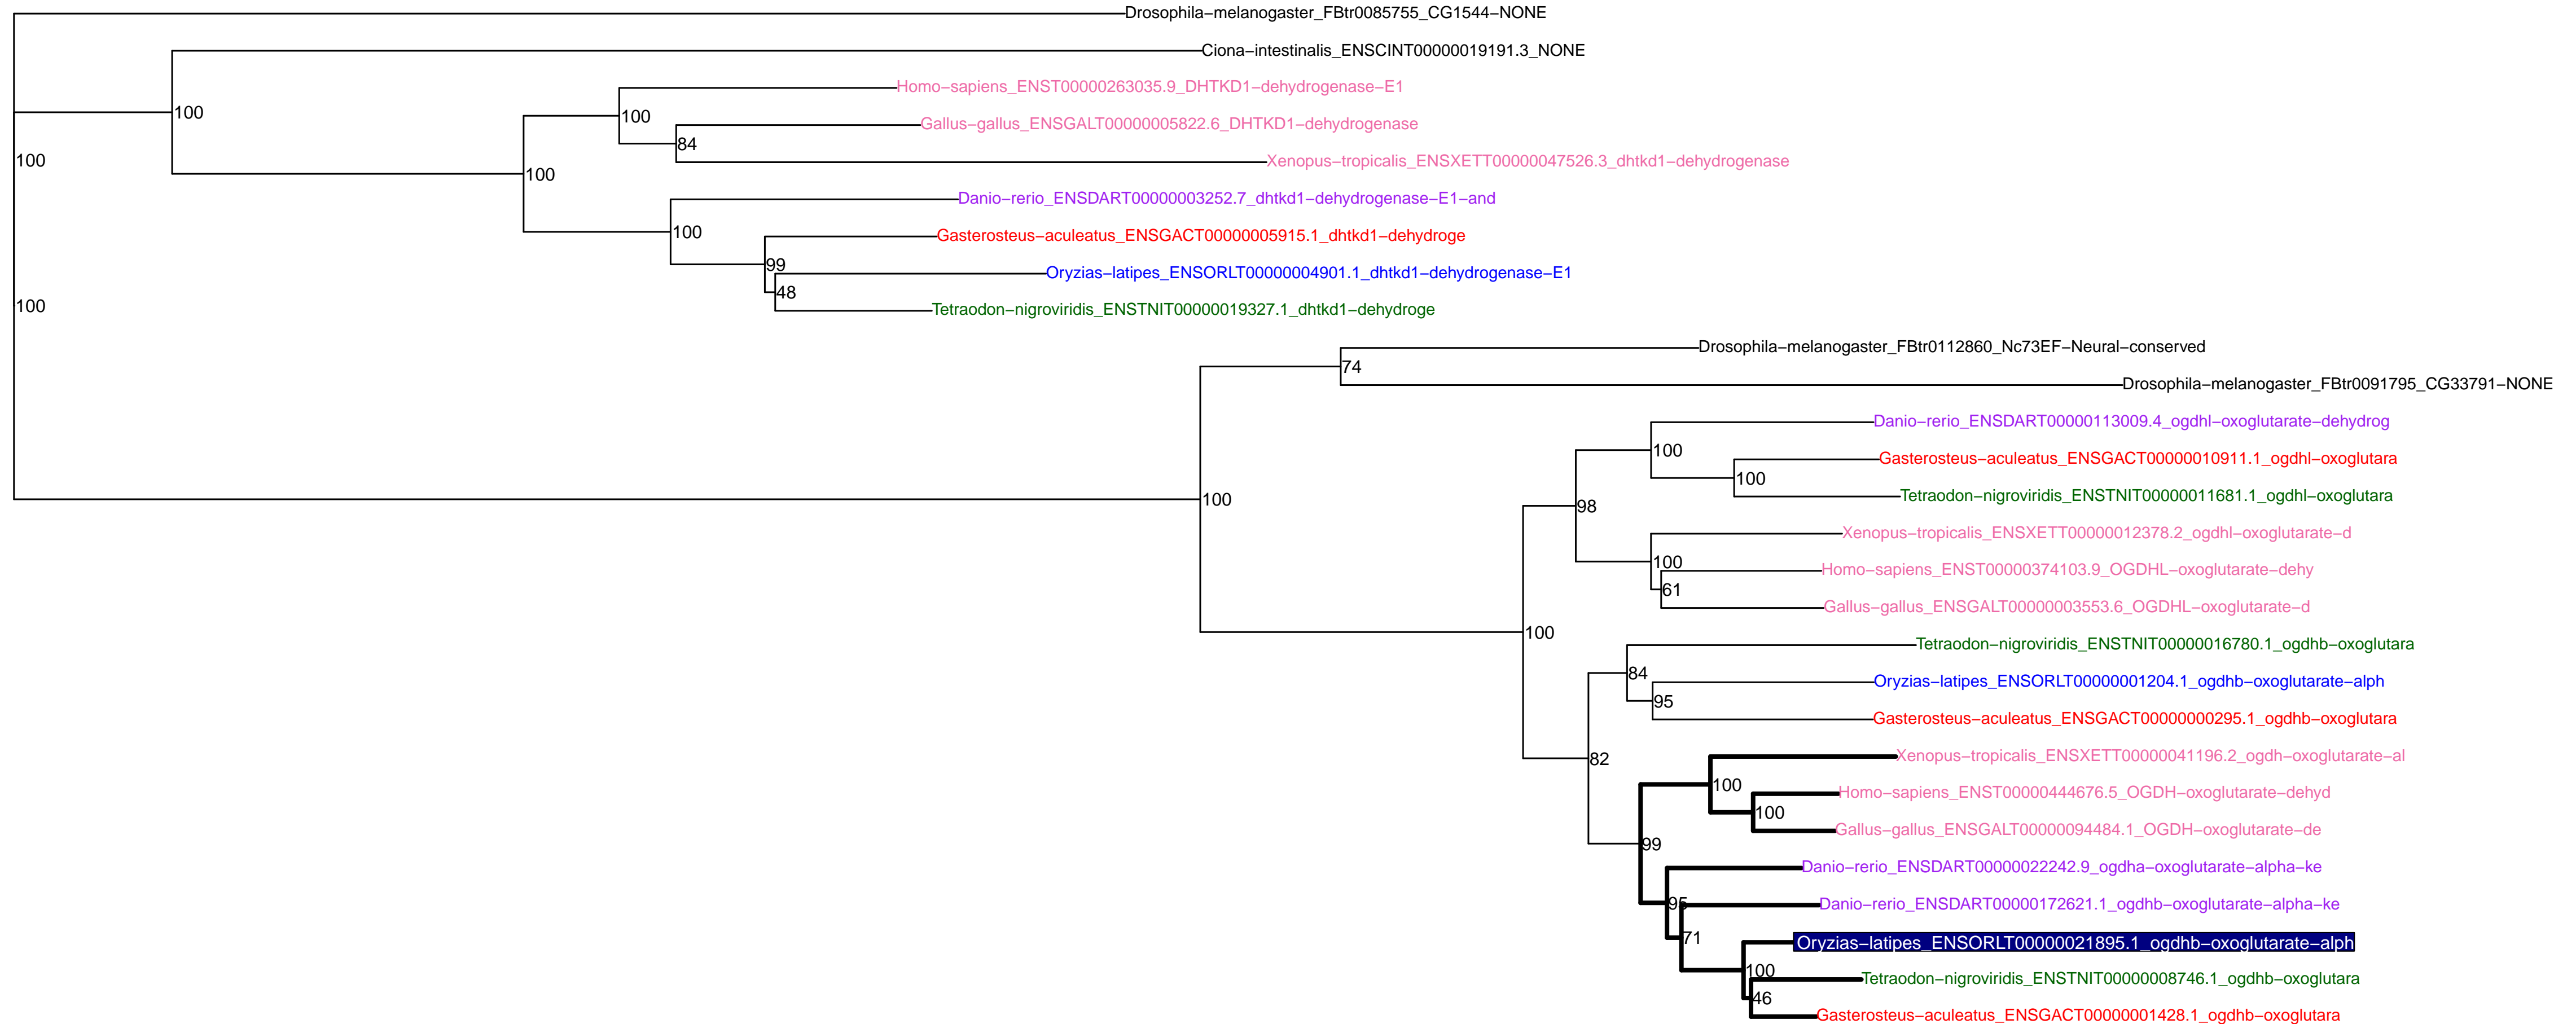 Drosophila−melanogaster_FBtr0085755_CG1544−NONE
Ciona−intestinalis_ENSCINT00000019191.3_NONE
Homo−sapiens_ENST00000263035.9_DHTKD1−dehydrogenase−E1
100
100
Gallus−gallus_ENSGALT00000005822.6_DHTKD1−dehydrogenase
84
100
Xenopus−tropicalis_ENSXETT00000047526.3_dhtkd1−dehydrogenase
100
Danio−rerio_ENSDART00000003252.7_dhtkd1−dehydrogenase−E1−and
100
Gasterosteus−aculeatus_ENSGACT00000005915.1_dhtkd1−dehydroge
99
Oryzias−latipes_ENSORLT00000004901.1_dhtkd1−dehydrogenase−E1
48
100
Tetraodon−nigroviridis_ENSTNIT00000019327.1_dhtkd1−dehydroge
Drosophila−melanogaster_FBtr0112860_Nc73EF−Neural−conserved
74
Drosophila−melanogaster_FBtr0091795_CG33791−NONE
Danio−rerio_ENSDART00000113009.4_ogdhl−oxoglutarate−dehydrog
100
Gasterosteus−aculeatus_ENSGACT00000010911.1_ogdhl−oxoglutara
100
Tetraodon−nigroviridis_ENSTNIT00000011681.1_ogdhl−oxoglutara
100
98
Xenopus−tropicalis_ENSXETT00000012378.2_ogdhl−oxoglutarate−d
100
Homo−sapiens_ENST00000374103.9_OGDHL−oxoglutarate−dehy
61
Gallus−gallus_ENSGALT00000003553.6_OGDHL−oxoglutarate−d
100
Tetraodon−nigroviridis_ENSTNIT00000016780.1_ogdhb−oxoglutara
84
Oryzias−latipes_ENSORLT00000001204.1_ogdhb−oxoglutarate−alph
95
Gasterosteus−aculeatus_ENSGACT00000000295.1_ogdhb−oxoglutara
82
Xenopus−tropicalis_ENSXETT00000041196.2_ogdh−oxoglutarate−al
100
Homo−sapiens_ENST00000444676.5_OGDH−oxoglutarate−dehyd
100
Gallus−gallus_ENSGALT00000094484.1_OGDH−oxoglutarate−de
99
Danio−rerio_ENSDART00000022242.9_ogdha−oxoglutarate−alpha−ke
95
Danio−rerio_ENSDART00000172621.1_ogdhb−oxoglutarate−alpha−ke
71
Oryzias−latipes_ENSORLT00000021895.1_ogdhb−oxoglutarate−alph
100
Tetraodon−nigroviridis_ENSTNIT00000008746.1_ogdhb−oxoglutara
46
Gasterosteus−aculeatus_ENSGACT00000001428.1_ogdhb−oxoglutara